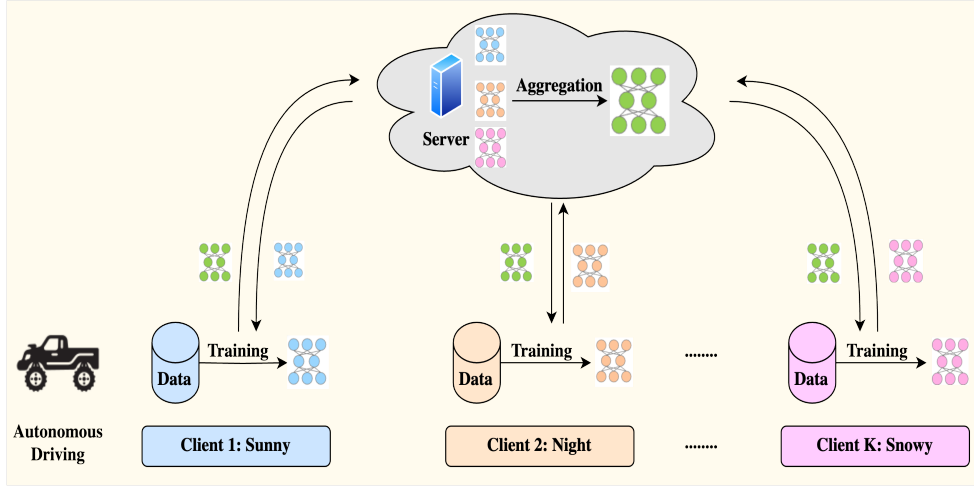 Aggregation
Server
Training
Data
Training
Data
........
Training
Data
Autonomous
Driving
Client 1: Sunny
Client 2: Night
........
Client K: Snowy